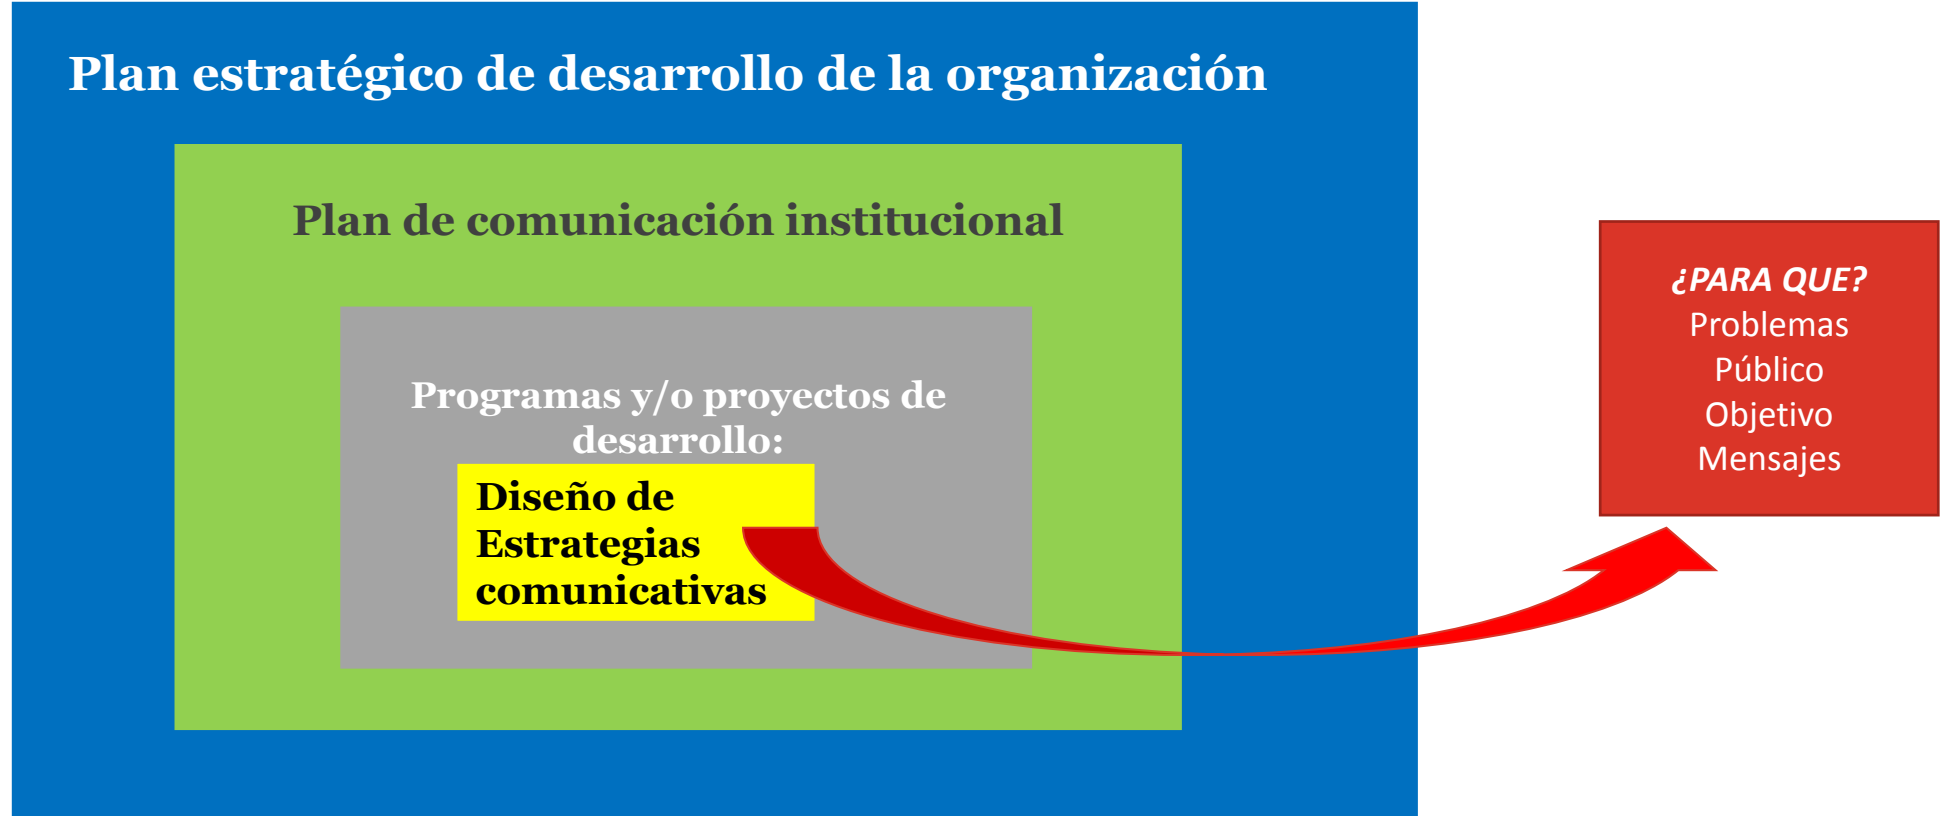 Plan estratégico de desarrollo de la organización
Plan de comunicación institucional
Programas y/o proyectos de
desarrollo:
Diseño de
Estrategias
comunicativas
¿PARA QUE?
Problemas
Público
Objetivo
Mensajes